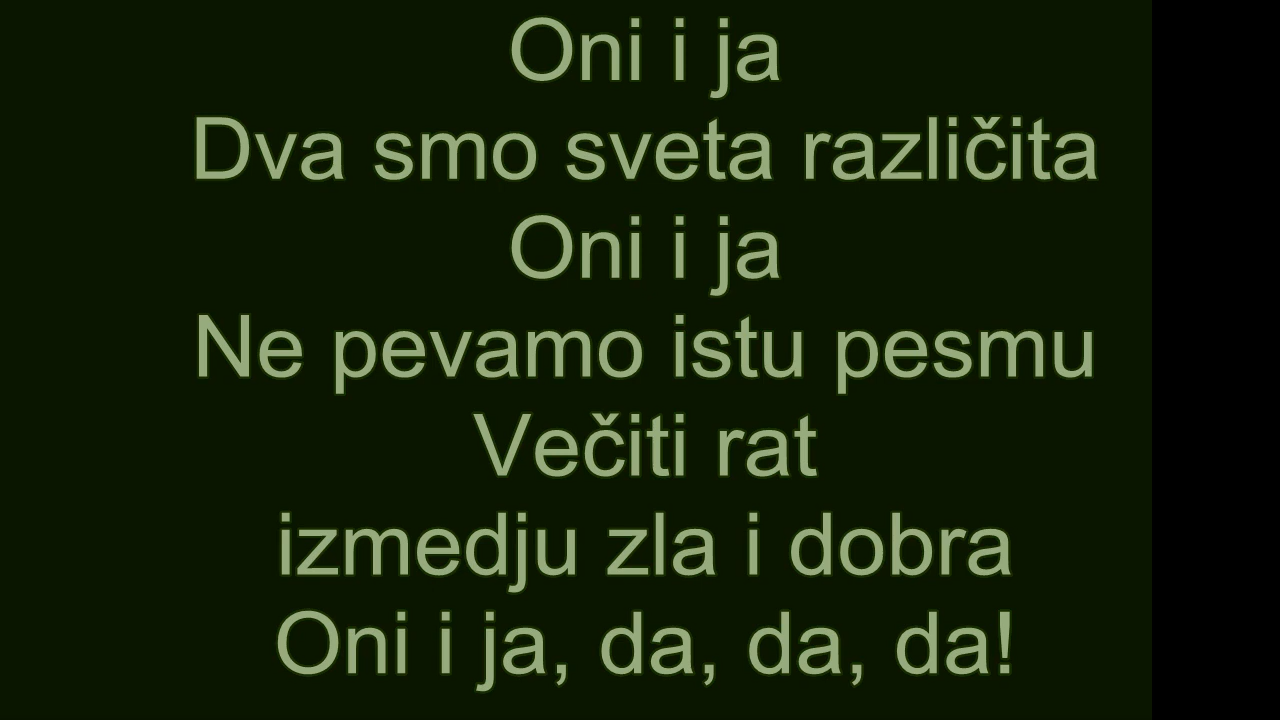 Oni i ja
Dva smo sveta različita
Oni i ja
Ne pevamo istu pesmu
Večiti rat
izmedju zla i dobra
Oni i ja, da, da, da!